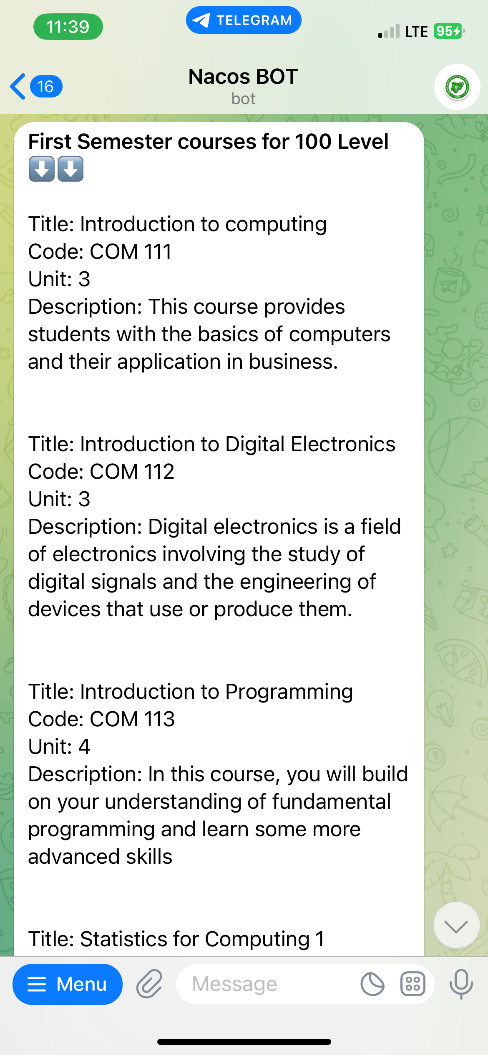 11:39
TELEGRAM
LTE
95
16
Nacos BOT
bot
First Semester courses for 100 Level
⬇️⬇️
Title: Introduction to computing
Code: COM 111
Unit: 3
Description: This course provides
students with the basics of computers
and their application in business.
Title: Introduction to Digital Electronics
Code: COM 112
Unit: 3
Description: Digital electronics is a field
of electronics involving the study of
digital signals and the engineering of
devices that use or produce them.
Title: Introduction to Programming
Code: COM 113
Unit: 4
Description: In this course, you will build
on your understanding of fundamental
programming and learn some more
advanced skills
Title: Statistics for Computing 1
Menu
Message